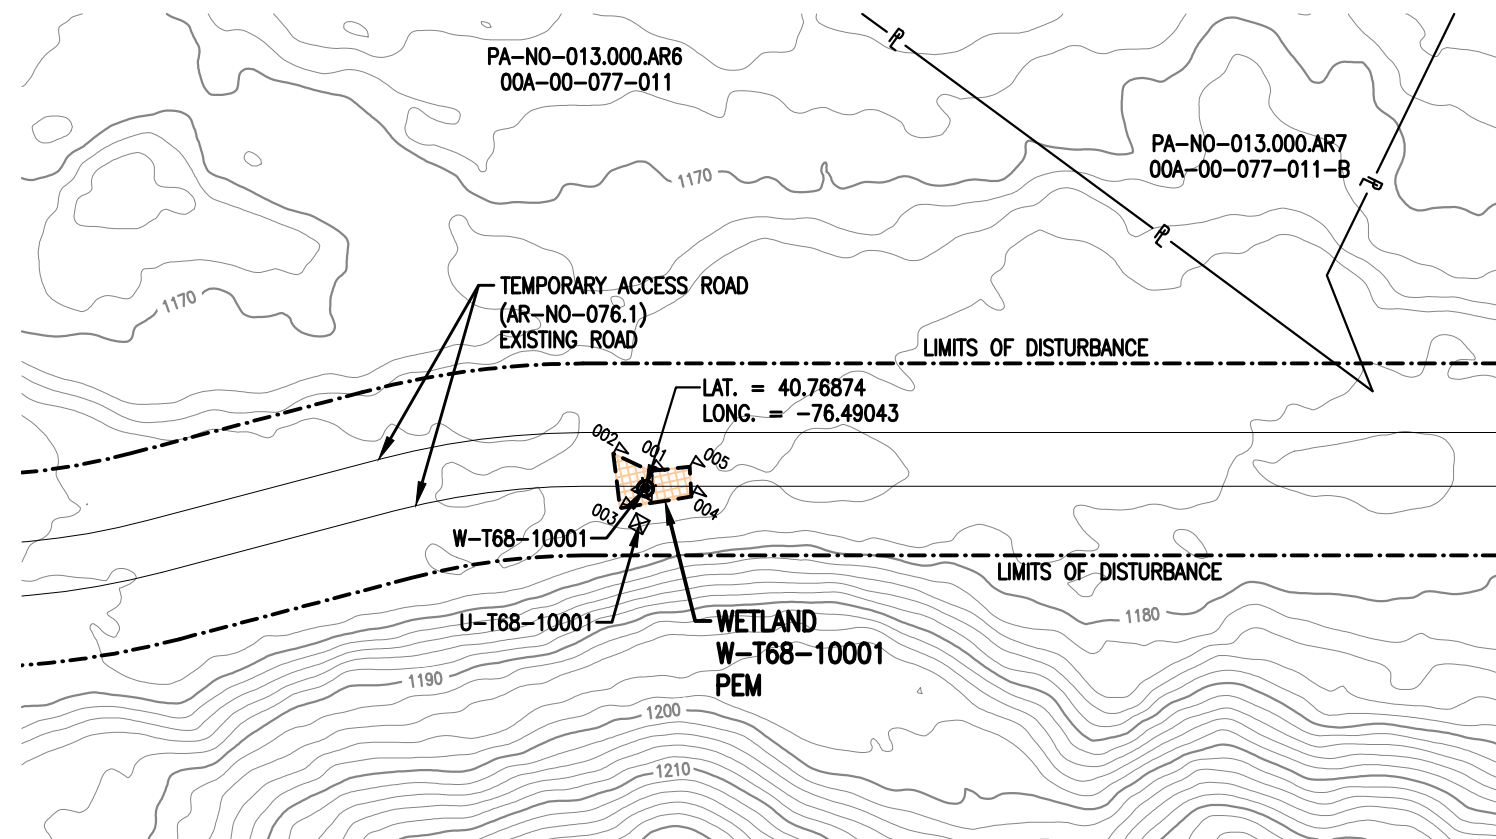 PA-NO-013.000.AR6
00A-00-077-011
PL
PA-NO-013.000.AR7
00A-00-077-011-B
PL
1170
PL
1170
TEMPORARY ACCESS ROAD
(AR-NO-076.1)
EXISTING ROAD
LIMITS OF DISTURBANCE
LAT. = 40.76874
LONG. = -76.49043
002
001
005
003
004
W-T68-10001
LIMITS OF DISTURBANCE
U-T68-10001
WETLAND
W-T68-10001
PEM
1180
1190
1200
1210